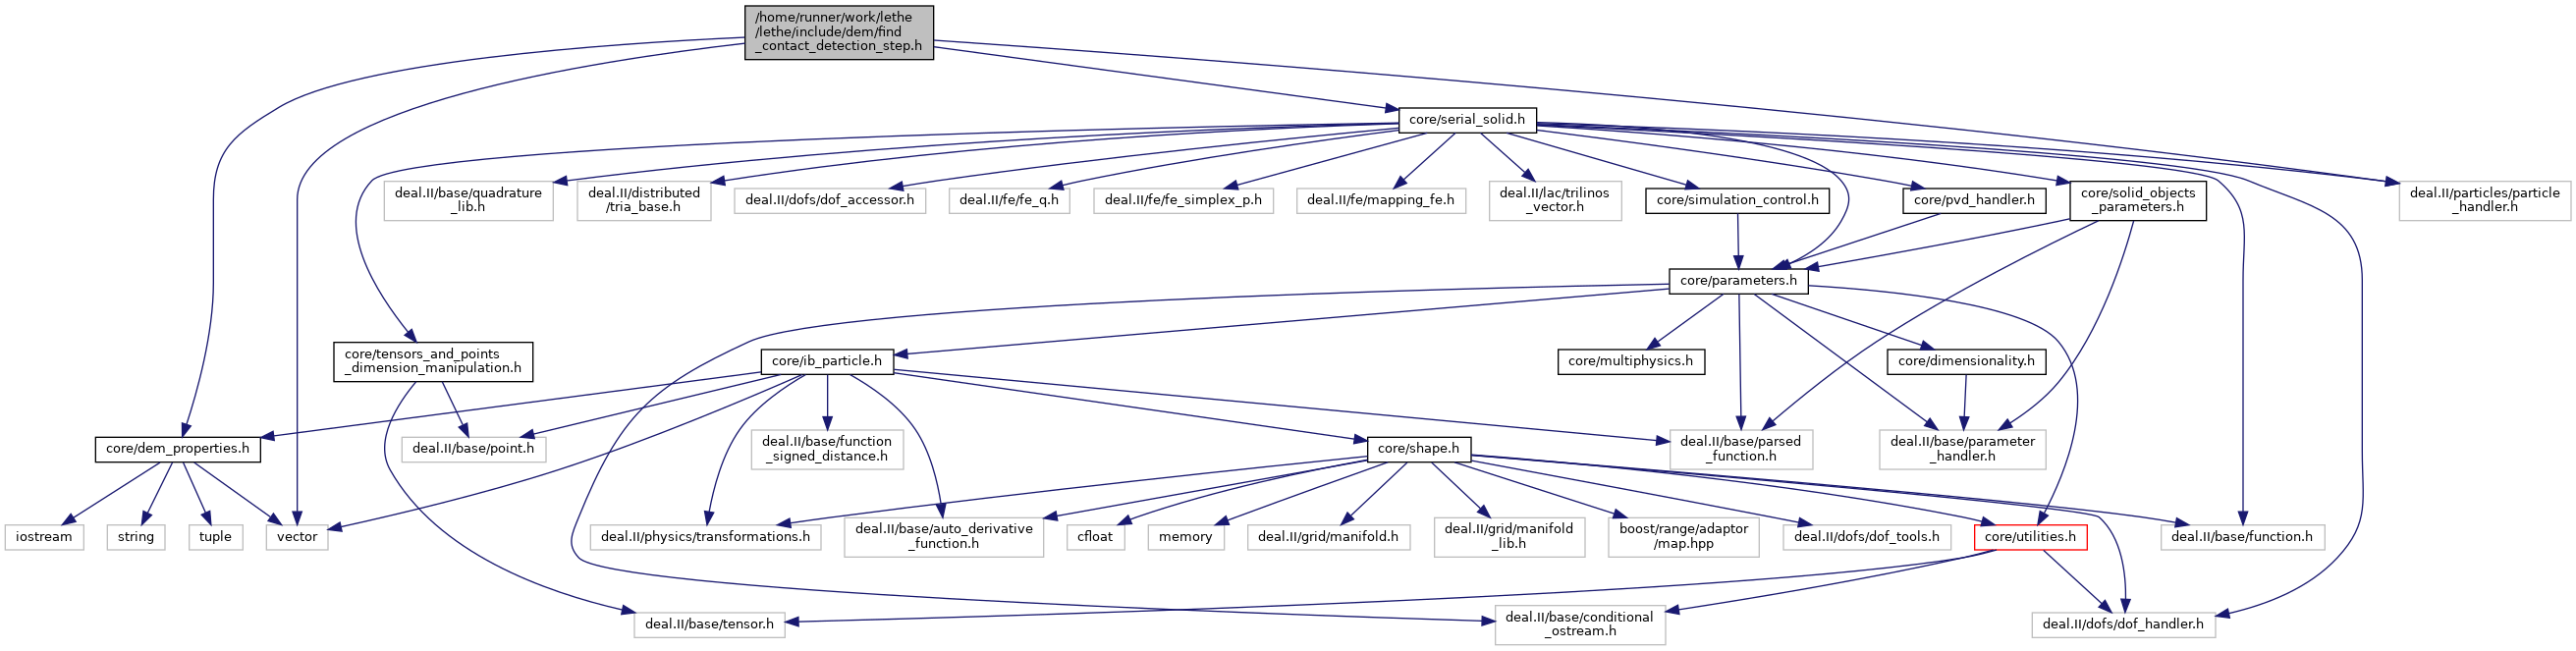 /home/runner/work/lethe
/lethe/include/dem/find
_contact_detection_step.h
core/serial_solid.h
deal.II/base/quadrature
_lib.h
deal.II/distributed
/tria_base.h
deal.II/dofs/dof_accessor.h
deal.II/fe/fe_q.h
deal.II/fe/fe_simplex_p.h
deal.II/fe/mapping_fe.h
deal.II/lac/trilinos
_vector.h
core/simulation_control.h
core/pvd_handler.h
core/solid_objects
_parameters.h
deal.II/particles/particle
_handler.h
core/parameters.h
core/tensors_and_points
_dimension_manipulation.h
core/ib_particle.h
core/multiphysics.h
core/dimensionality.h
core/dem_properties.h
deal.II/base/point.h
deal.II/base/function
_signed_distance.h
core/shape.h
deal.II/base/parsed
_function.h
deal.II/base/parameter
_handler.h
iostream
string
tuple
vector
deal.II/physics/transformations.h
deal.II/base/auto_derivative
_function.h
cfloat
memory
deal.II/grid/manifold.h
deal.II/grid/manifold
_lib.h
boost/range/adaptor
/map.hpp
deal.II/dofs/dof_tools.h
core/utilities.h
deal.II/base/function.h
deal.II/base/tensor.h
deal.II/base/conditional
_ostream.h
deal.II/dofs/dof_handler.h